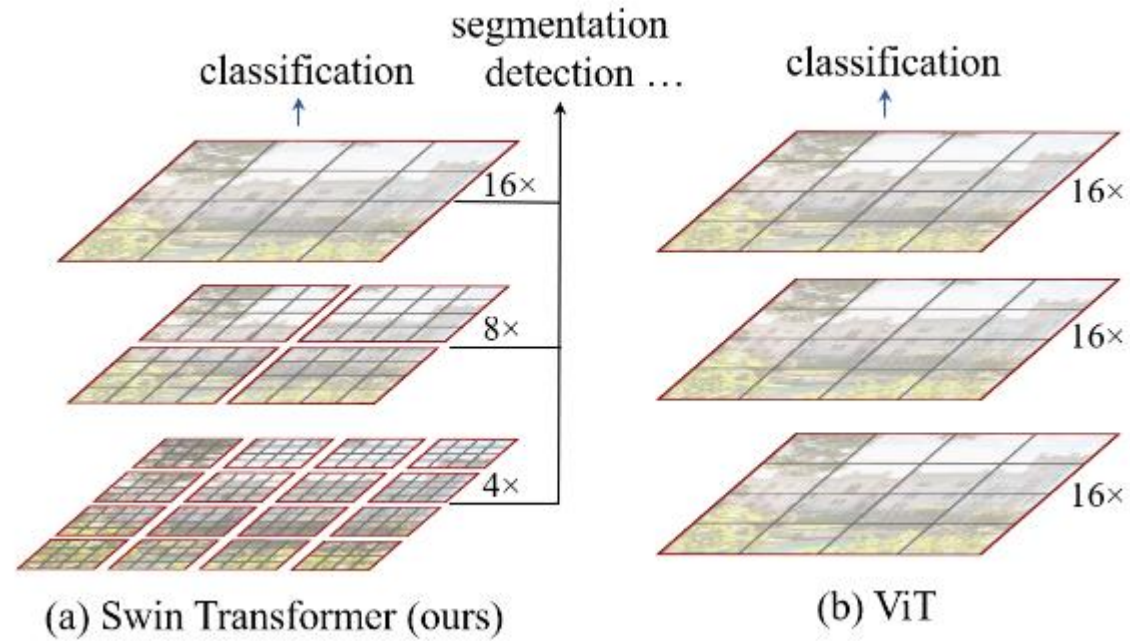 segmentation
classification
detection ...
classification
16×
8×
4×
16×
16×
16×
(a) Swin Transformer (ours)
(b) ViT